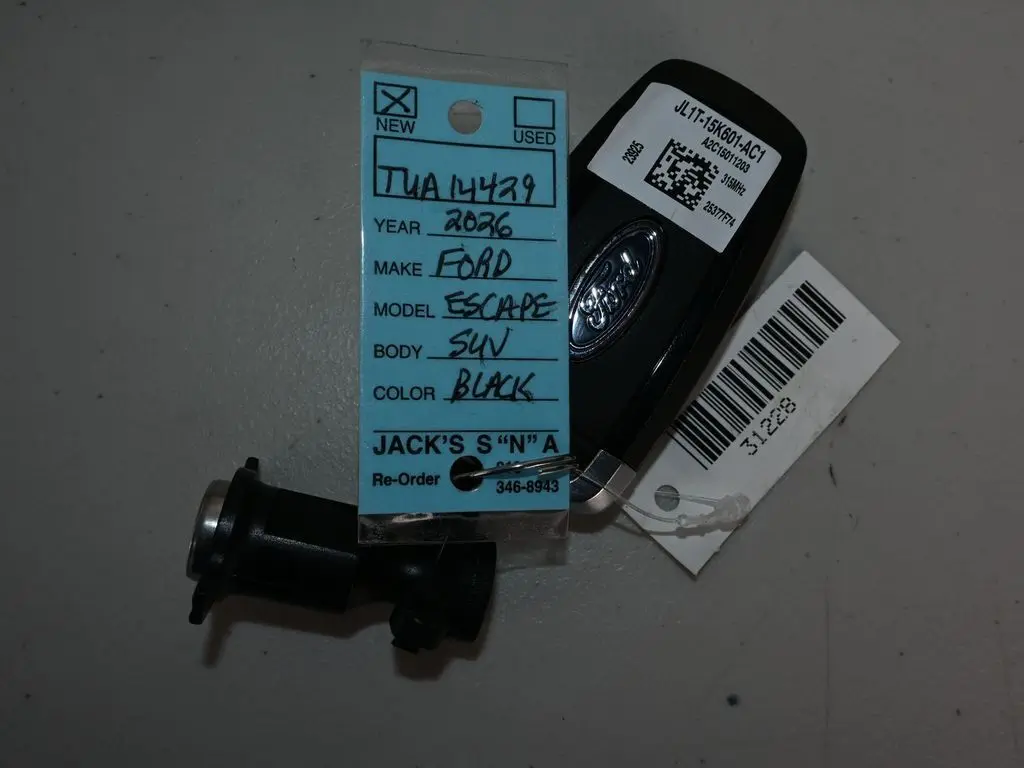 NEW
USED
TUA14429
YEAR 2026
MAKE FORD
MODEL ESCAPE
BODY SUV
COLOR BLACK
JACK'S S "N" A
Re-Order
346-8943
JL1T-15K601-AC1
A2C16011203
315MHz
25377F74
Ford
31228